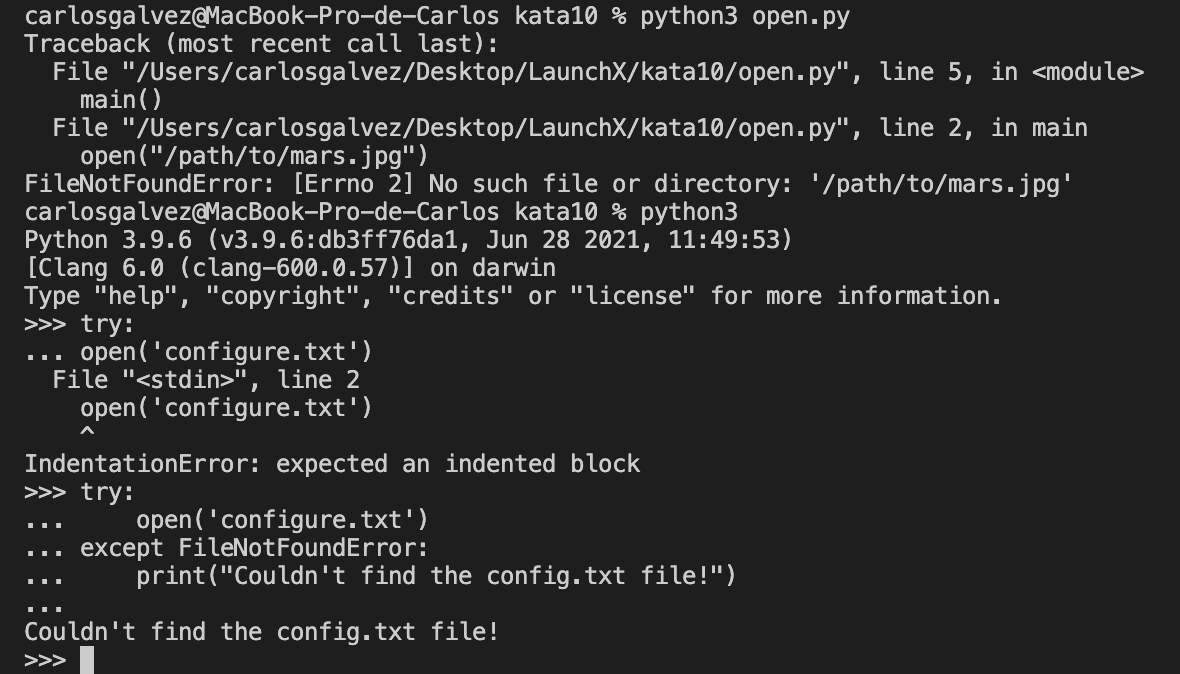 carlosgalvez@MacBook-Pro-de-Carlos kata10 % python3 open.py
Traceback (most recent call last):
  File "/Users/carlosgalvez/Desktop/LaunchX/kata10/open.py", line 5, in <module>
    main()
  File "/Users/carlosgalvez/Desktop/LaunchX/kata10/open.py", line 2, in main
    open("/path/to/mars.jpg")
FileNotFoundError: [Errno 2] No such file or directory: '/path/to/mars.jpg'
carlosgalvez@MacBook-Pro-de-Carlos kata10 % python3
Python 3.9.6 (v3.9.6:db3ff76da1, Jun 28 2021, 11:49:53)
[Clang 6.0 (clang-600.0.57)] on darwin
Type "help", "copyright", "credits" or "license" for more information.
>>> try:
... open('configure.txt')
  File "<stdin>", line 2
    open('configure.txt')
    ^
IndentationError: expected an indented block
>>> try:
...     open('configure.txt')
... except FileNotFoundError:
...     print("Couldn't find the config.txt file!")
...
Couldn't find the config.txt file!
>>>